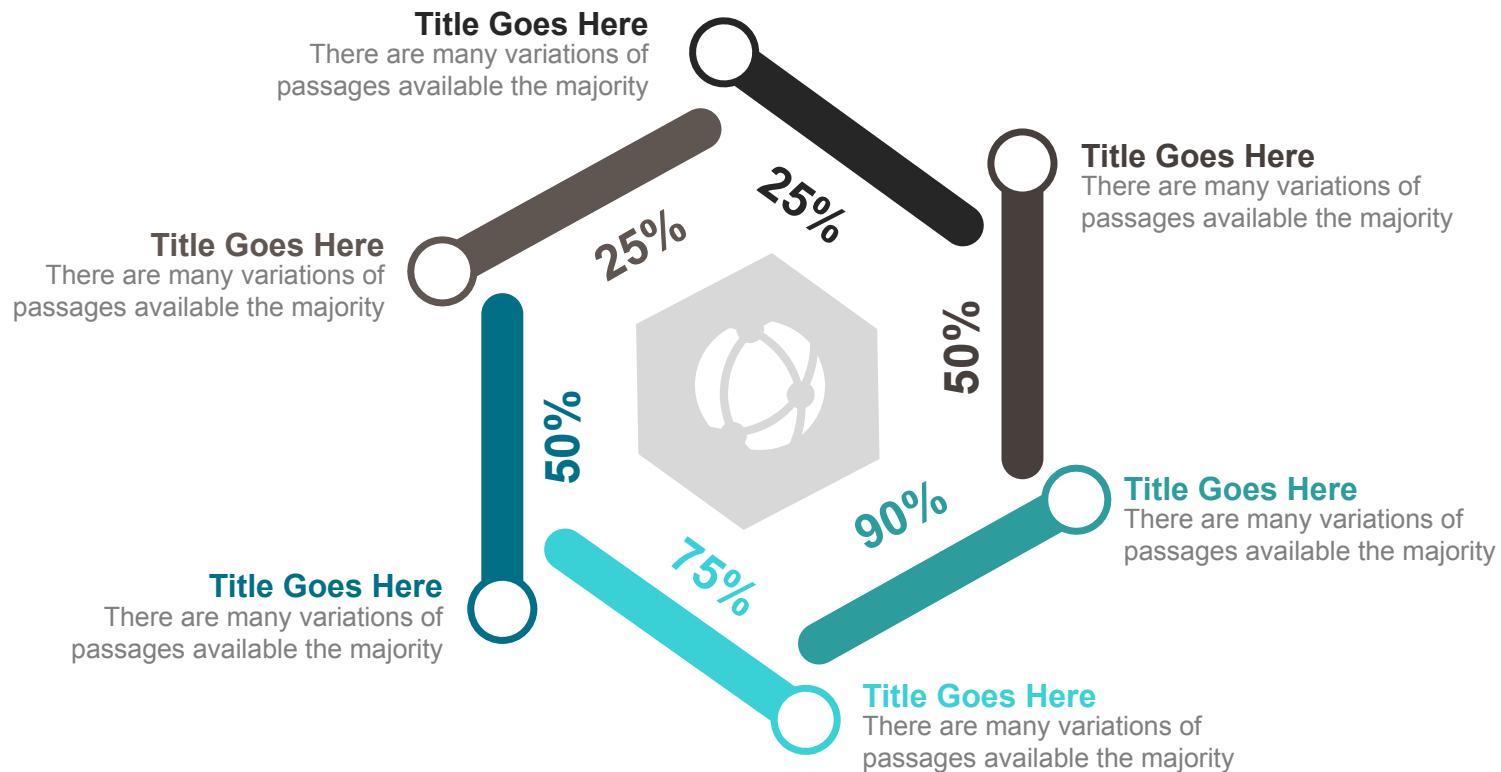 Title Goes Here
There are many variations of
passages available the majority
25%
25%
Title Goes Here
There are many variations of
passages available the majority
Title Goes Here
There are many variations of
passages available the majority
50%
50%
90%
Title Goes Here
There are many variations of
passages available the majority
75%
Title Goes Here
There are many variations of
passages available the majority
Title Goes Here
There are many variations of
passages available the majority